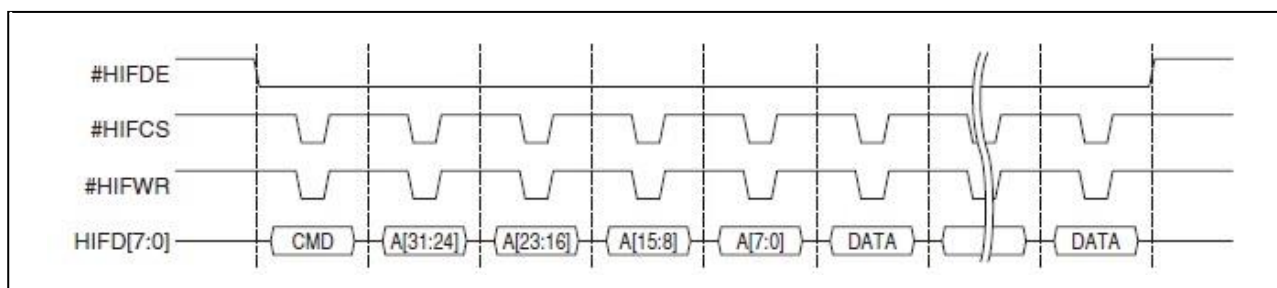 #HIFDE
#HIFCS
#HIFWR
HIFD[7:0] CMD A[31:24] A[23:16] A[15:8] A[7:0] DATA DATA